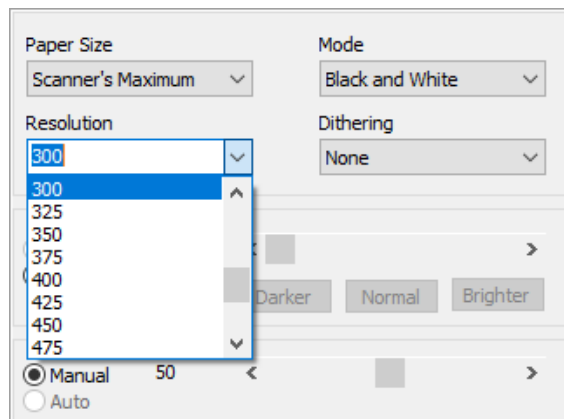 Paper Size
Mode
Scanner's Maximum
Black and White
Resolution
Dithering
300
None
300
325
350
375
400
425
450
475
Darker
Normal
Brighter
Manual
50
Auto